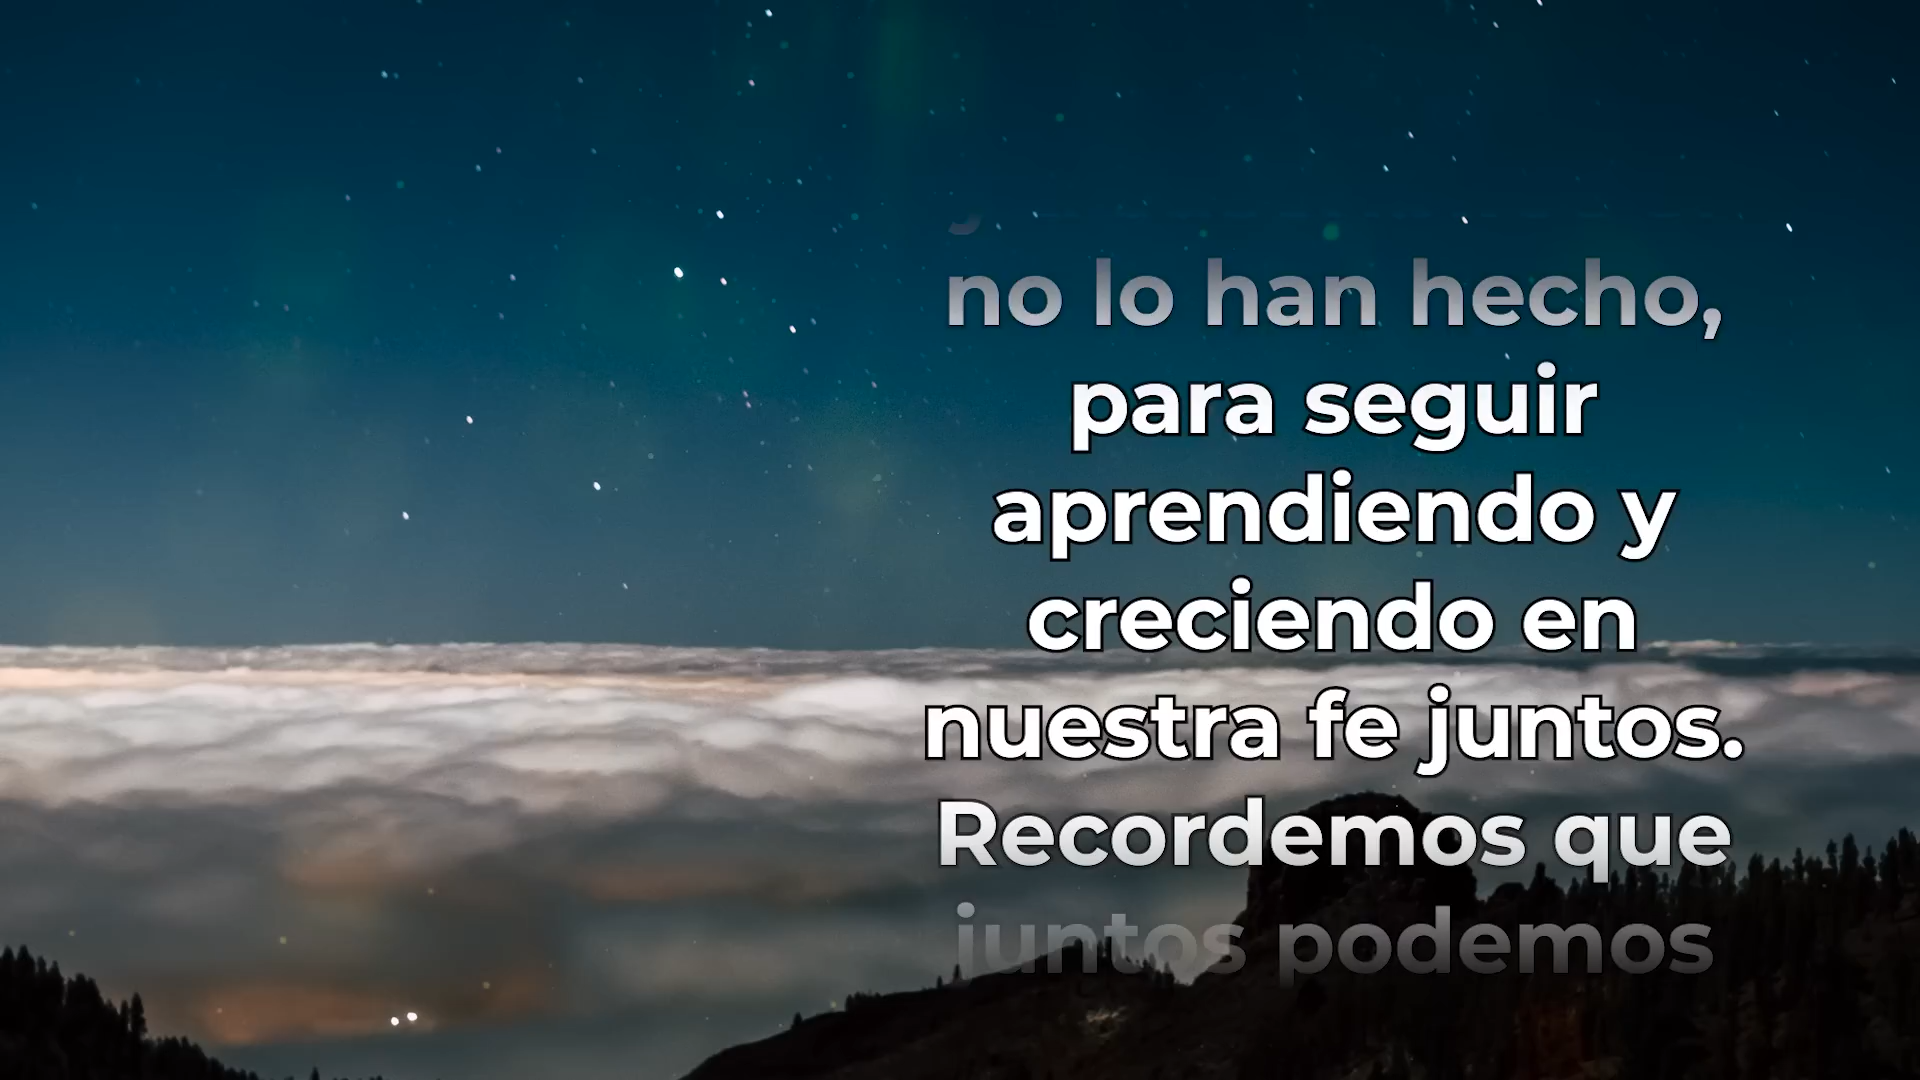 no lo han hecho,
para seguir
aprendiendo y
creciendo en
nuestra fe juntos.
Recordemos que
juntos podemos